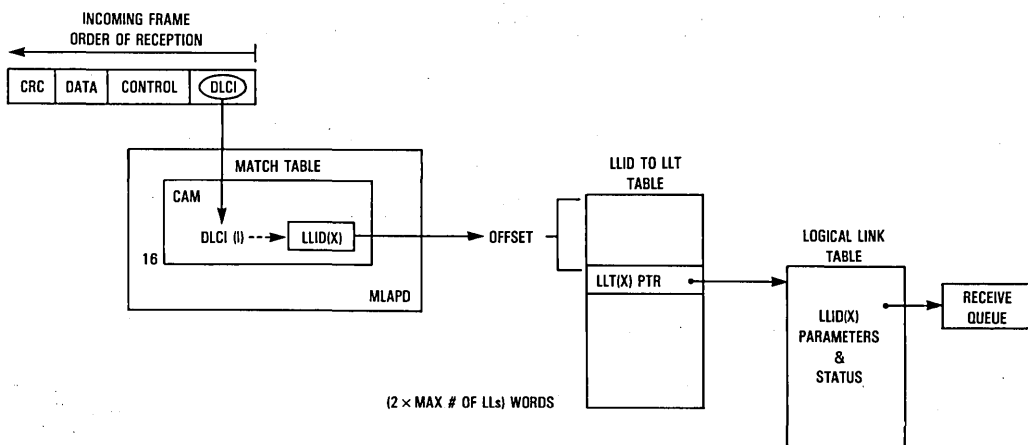 INCOMING FRAME
ORDER OF RECEPTION
CRC DATA CONTROL DLCI
MATCH TABLE
CAM
DLCI (I)
LLID(X)
16
MLAPD
OFFSET
LLID TO LLT
TABLE
LLT(X) PTR
(2 × MAX # OF LLs) WORDS
LOGICAL LINK
TABLE
LLID(X)
PARAMETERS
&
STATUS
RECEIVE
QUEUE